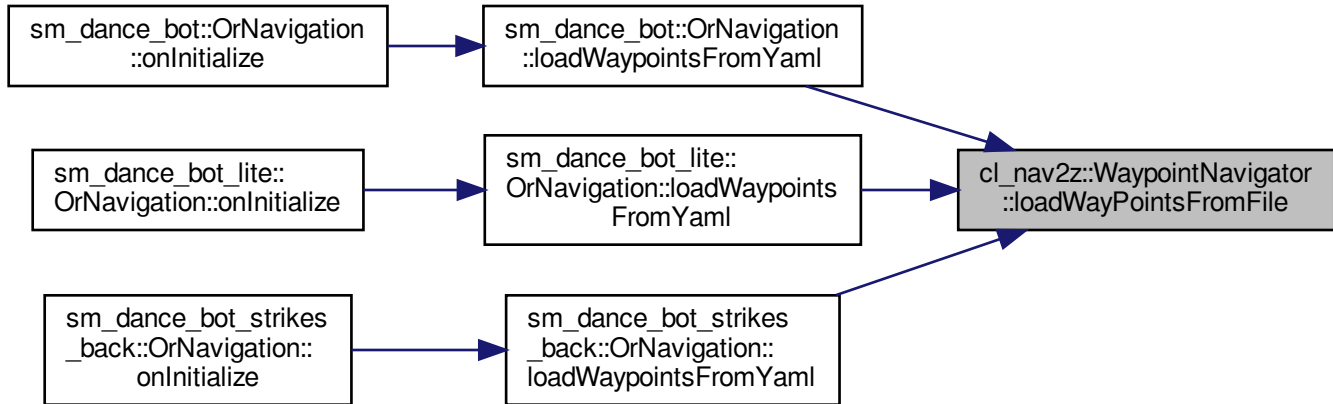 sm_dance_bot::OrNavigation
::onInitialize
sm_dance_bot::OrNavigation
::loadWaypointsFromYaml
sm_dance_bot_lite::
OrNavigation::onInitialize
sm_dance_bot_lite::
OrNavigation::loadWaypoints
FromYaml
cl_nav2z::WaypointNavigator
::loadWayPointsFromFile
sm_dance_bot_strikes
_back::OrNavigation::
onInitialize
sm_dance_bot_strikes
_back::OrNavigation::
loadWaypointsFromYaml